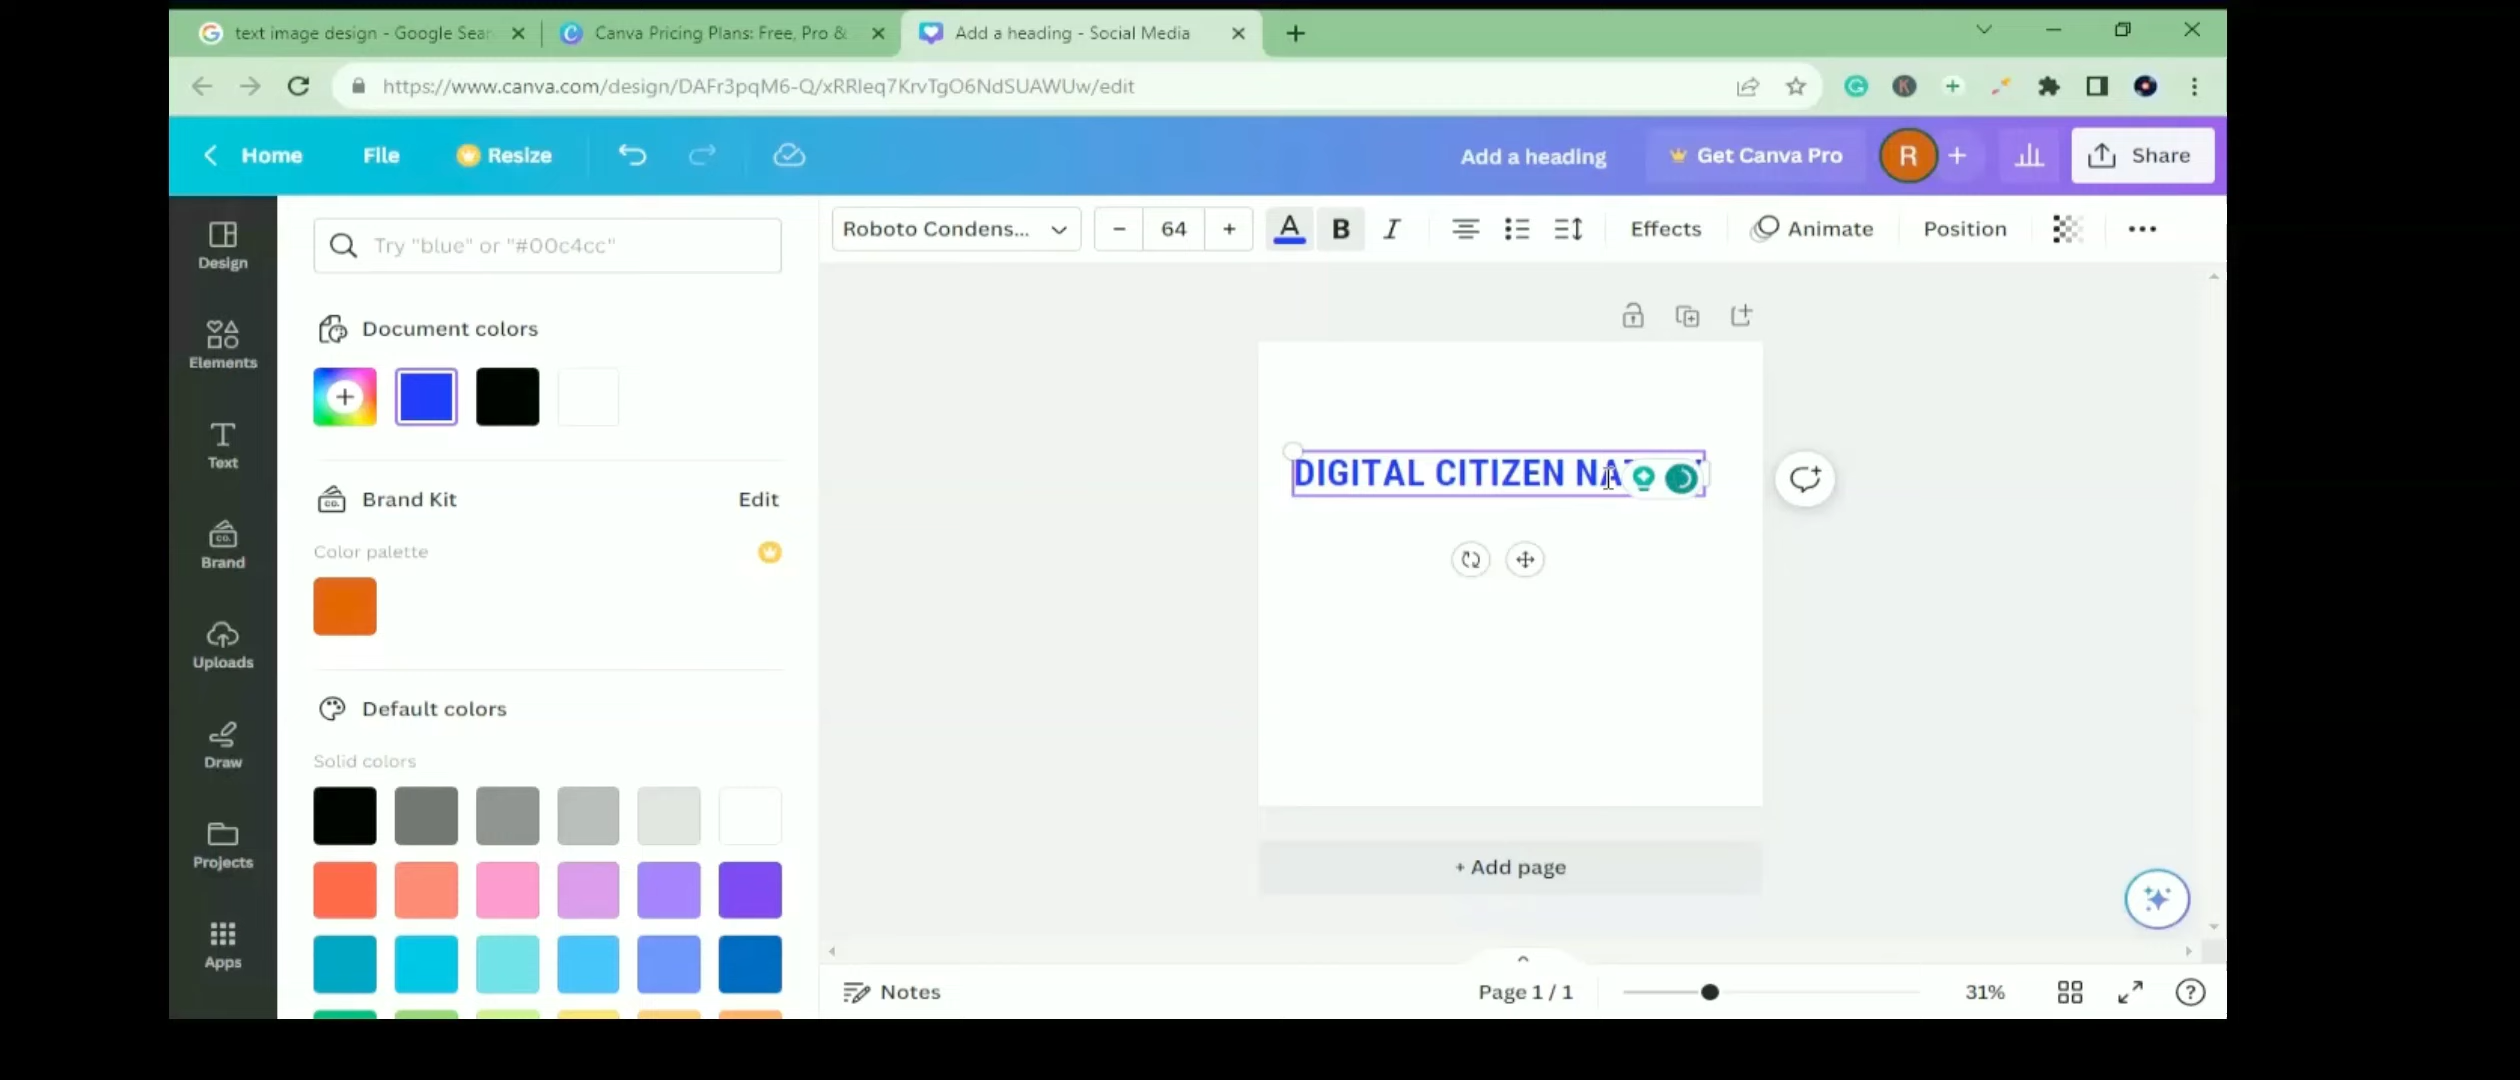 text image design - Google Sear
Canva Pricing Plans: Free, Pro &
Add a heading - Social Media
https://www.canva.com/design/DAFr3pqM6-Q/xRRleq7KrvTgO6NdSUAWUw/edit
Home
File
Resize
Add a heading
Get Canva Pro
R
Share
Design
Elements
Text
Brand
Uploads
Draw
Projects
Apps
Try "blue" or "#00c4cc"
Document colors
Brand Kit
Edit
Color palette
Default colors
Solid colors
Roboto Condens...
64
A
B
I
Effects
Animate
Position
DIGITAL CITIZEN
+ Add page
Notes
Page 1 / 1
31%